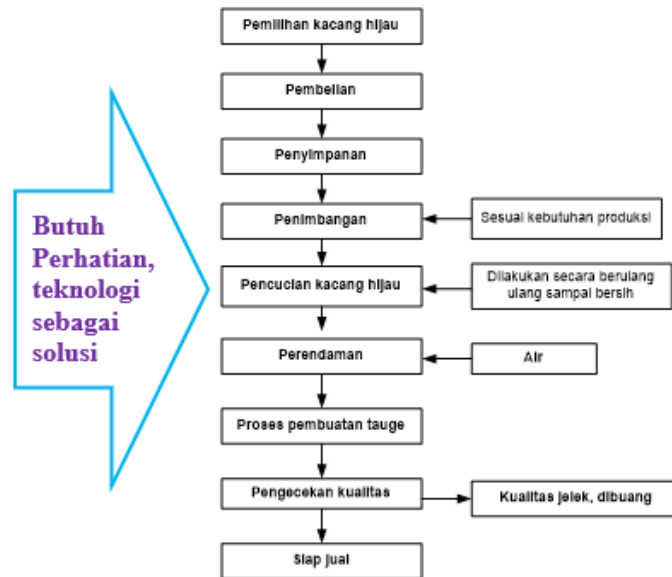 Pemilihan kacang hijau
Pembelian
Penyimpanan
Penimbangan
Sesuai kebutuhan produksi
Butuh
Perhatian,
teknologi
sebagai
solusi
Pencucian kacang hijau
Dilakukan secara berulang
ulang sampai bersih
Perendaman
Air
Proses pembuatan tauge
Pengecekan kualitas
Kualitas jelek, dibuang
Siap jual